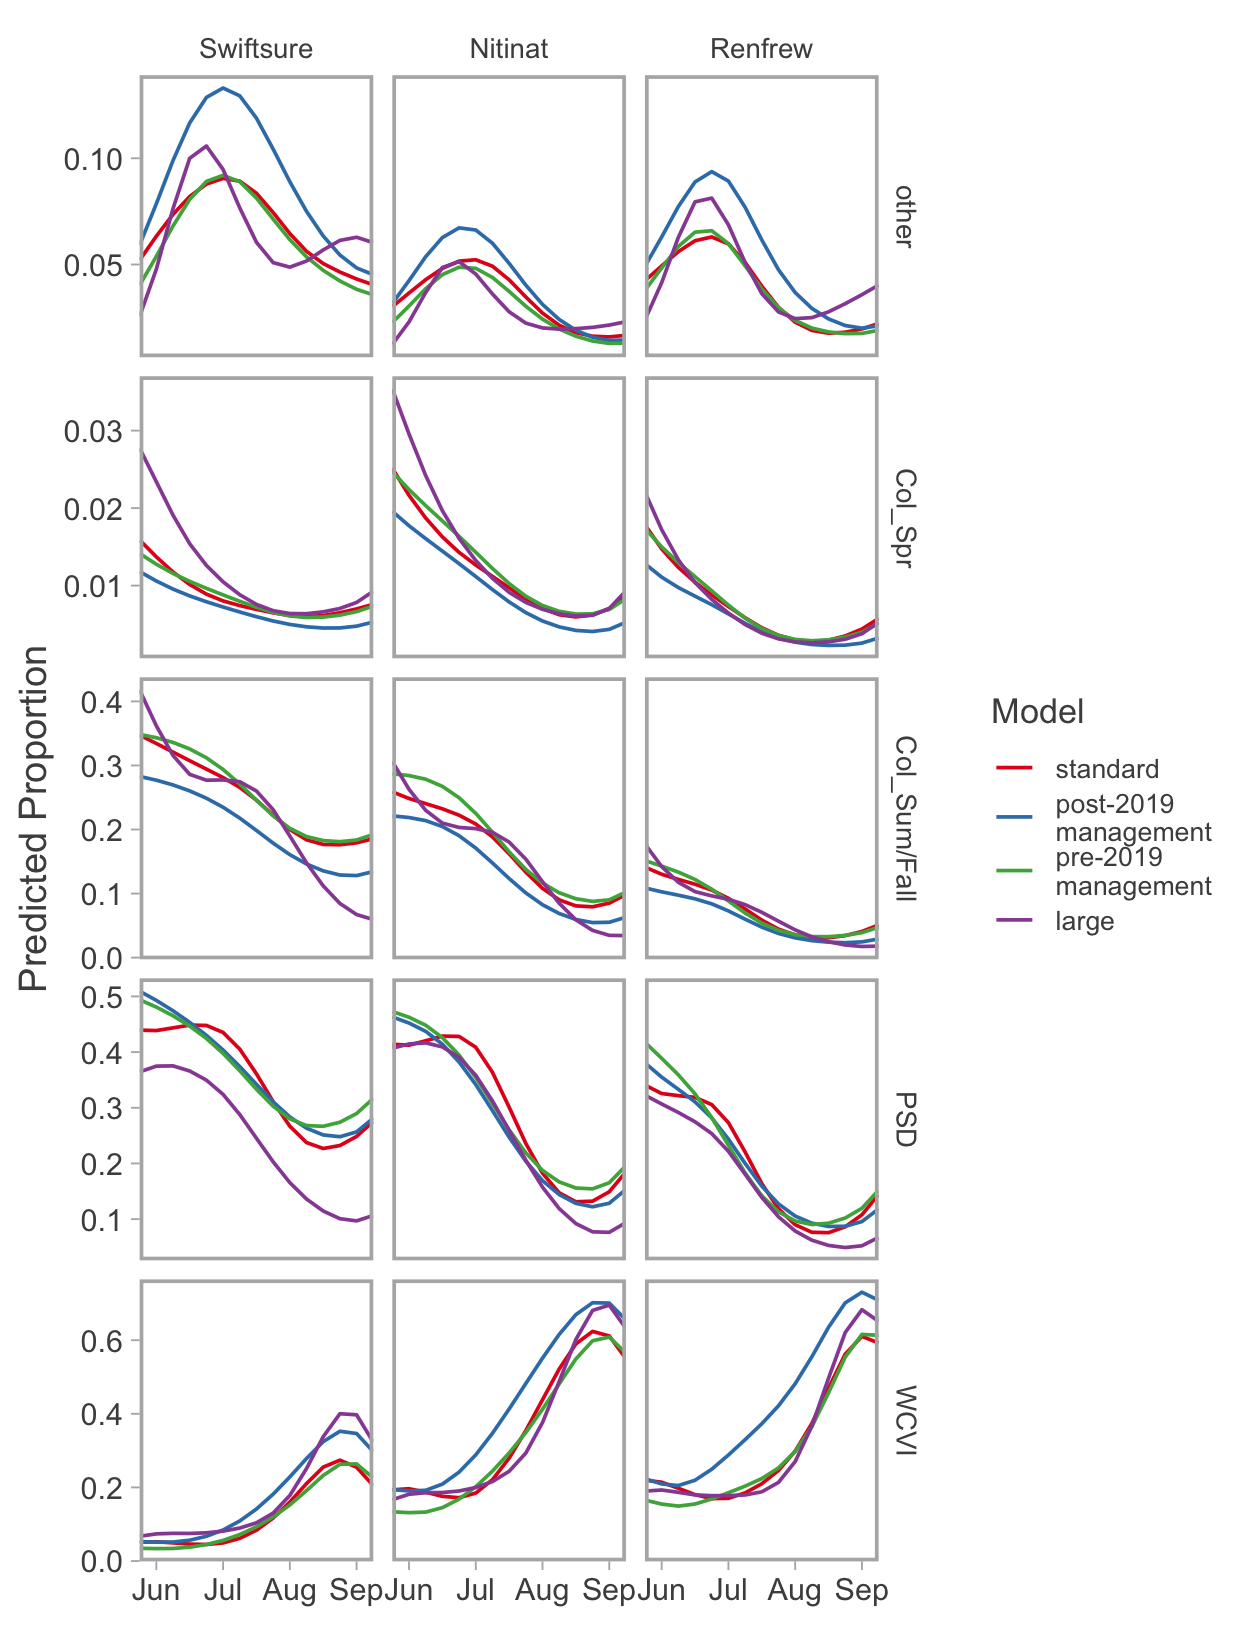 Swiftsure Nitinat Renfrew
0.10
0.05
other
0.03
0.02
0.01
Col_Spr
0.4
0.3
0.2
0.1
0.0
Col_Sum/Fall
0.5
0.4
0.3
0.2
0.1
PSD
0.6
0.4
0.2
0.0
WCVI
Jun Jul Aug Sep Jun Jul Aug Sep Jun Jul Aug Sep
Predicted Proportion
Model
standard
post-2019
management
pre-2019
management
large